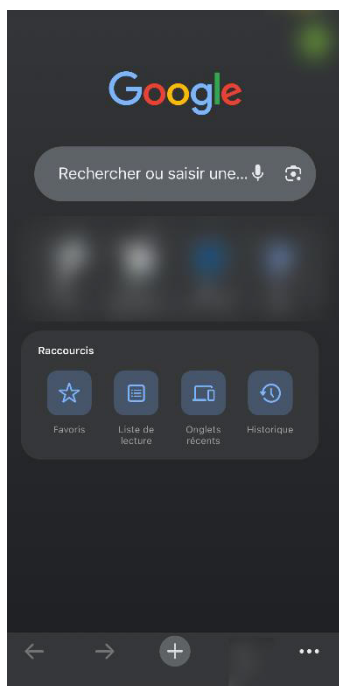 Google
Rechercher ou saisir une...
Raccourcis
Favoris
Liste de
lecture
Onglets
récents
Historique